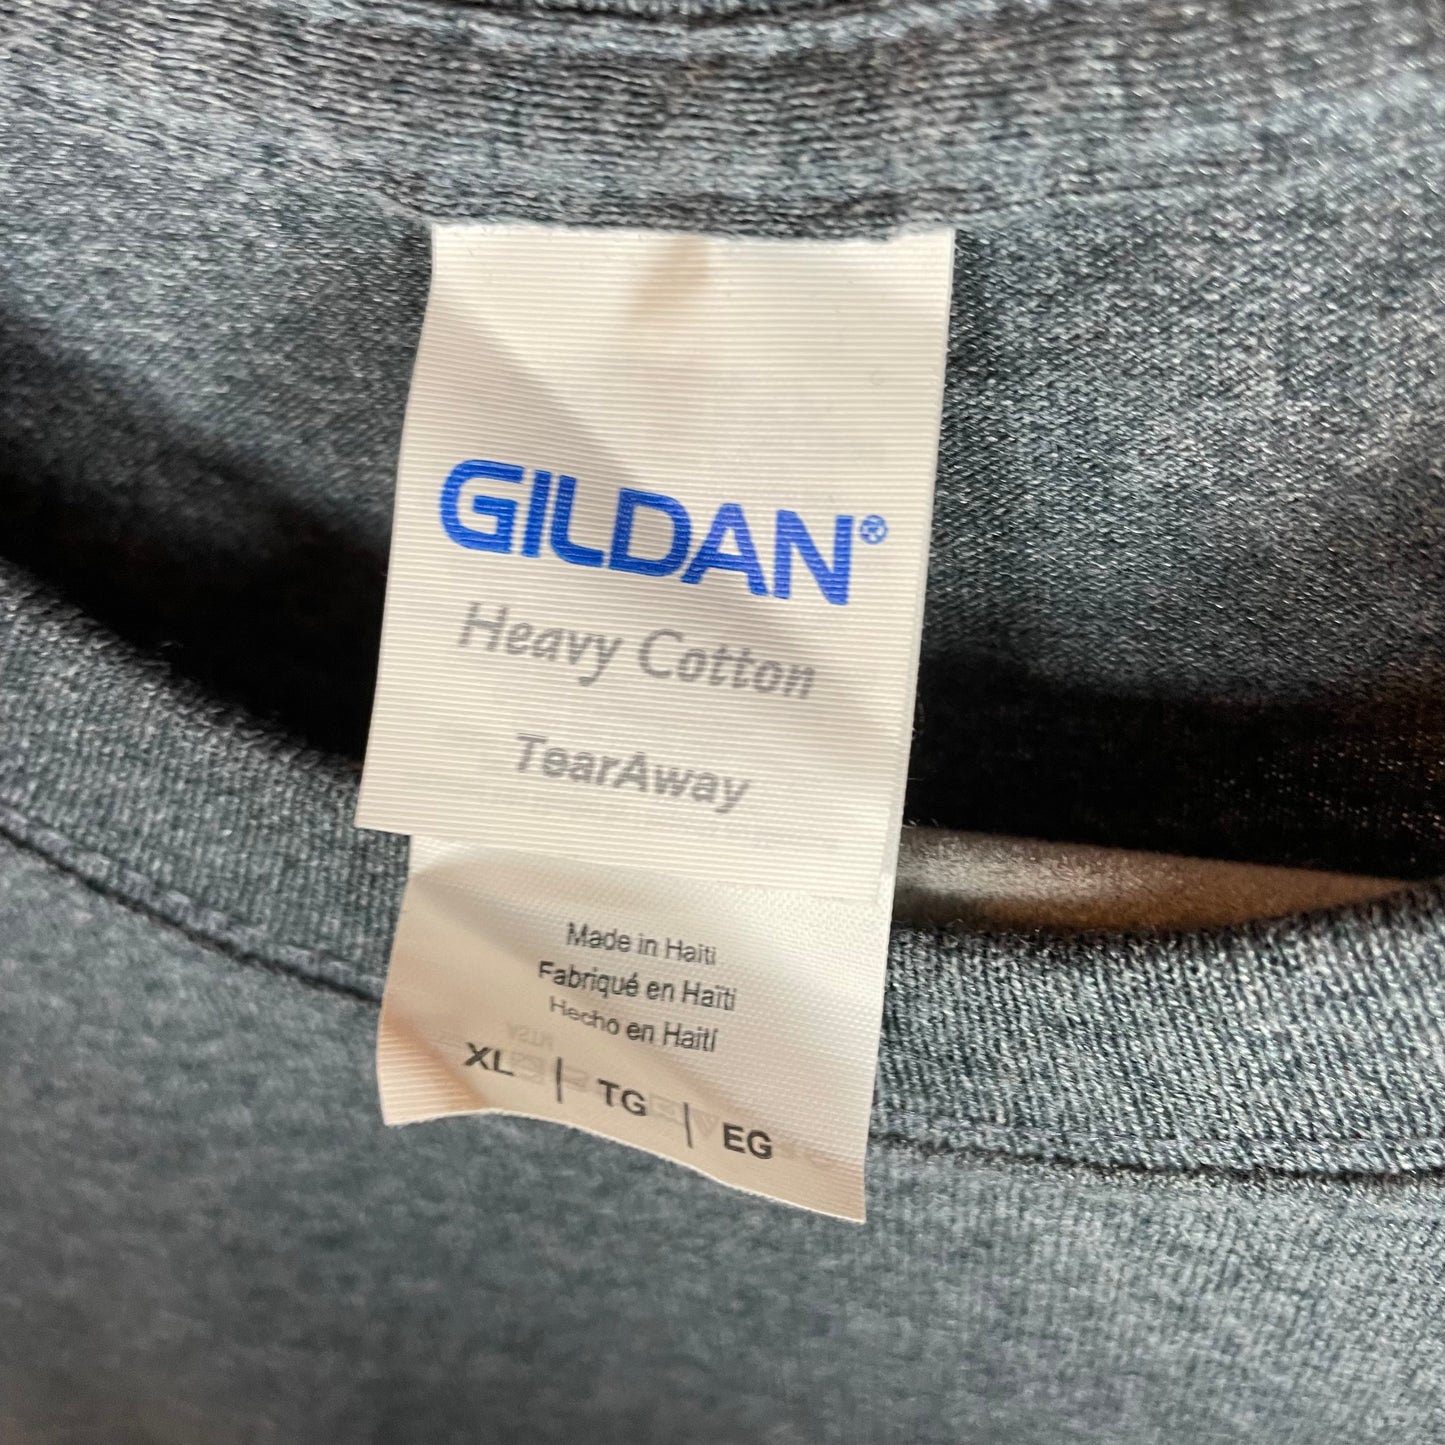 GILDAN®
Heavy Cotton
TearAway
Made in Haiti
Fabriqué en Haïti
Hecho en Haití
XL | TG | EG